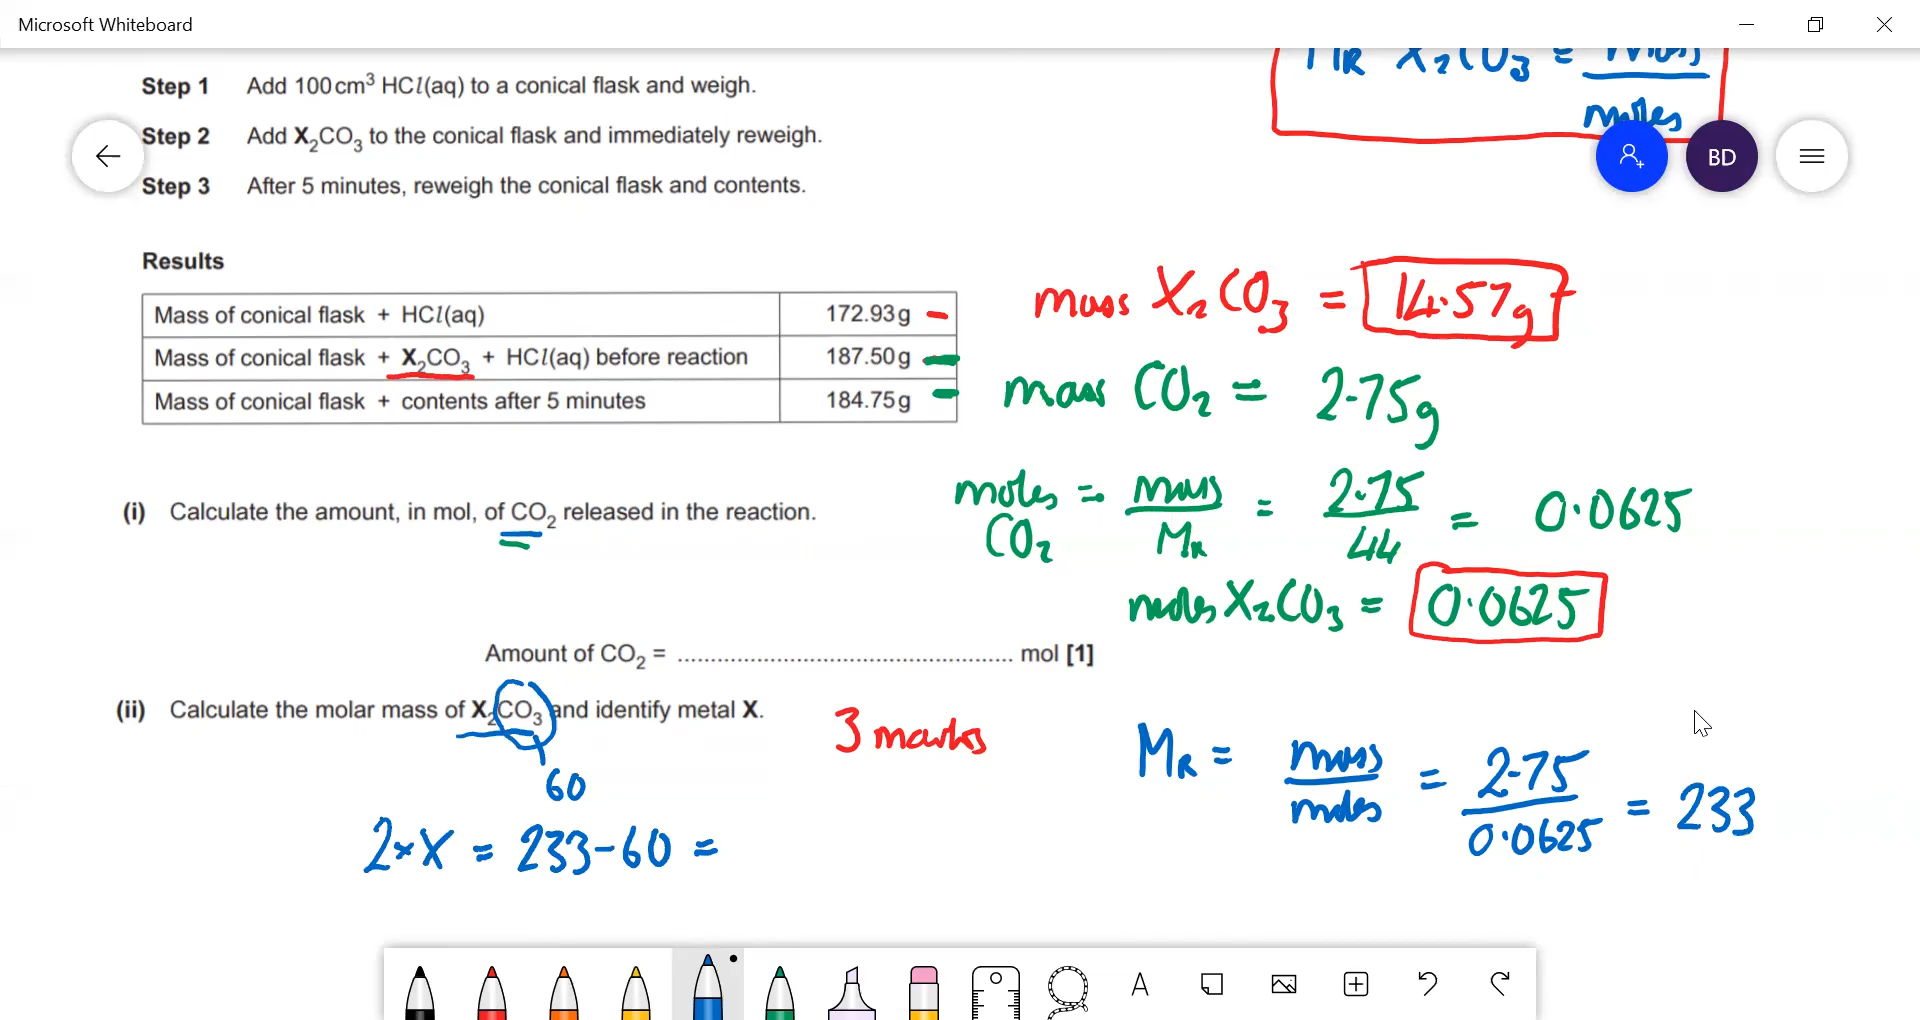 Microsoft Whiteboard
MR X₂CO₃ = mass
moles
Step 1 Add 100 cm³ HCl(aq) to a conical flask and weigh.
Step 2 Add X₂CO₃ to the conical flask and immediately reweigh.
Step 3 After 5 minutes, reweigh the conical flask and contents.
BD
Results
Mass of conical flask + HCl(aq) 172.93 g
Mass of conical flask + X₂CO₃ + HCl(aq) before reaction 187.50 g
Mass of conical flask + contents after 5 minutes 184.75 g
mass X₂CO₃ = 14.57g
mass CO₂ = 2.75g
moles CO₂ = mass / MR = 2.75 / 44 = 0.0625
moles X₂CO₃ = 0.0625
(i) Calculate the amount, in mol, of CO₂ released in the reaction.
Amount of CO₂ = .................................................. mol [1]
(ii) Calculate the molar mass of X₂CO₃ and identify metal X.
3 marks
60
2×X = 233-60 =
MR = mass / moles = 2.75 / 0.0625 = 233
A